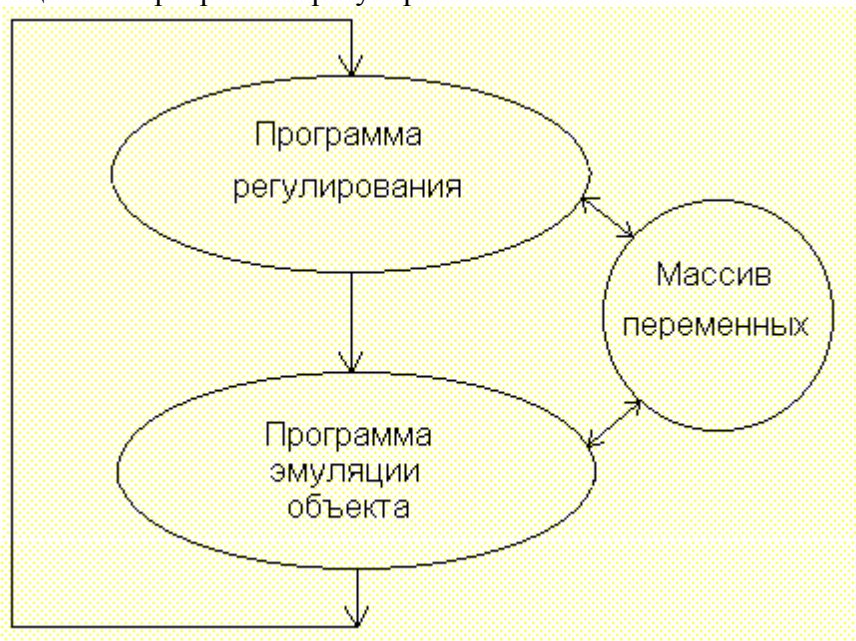 Программа
регулирования
Массив
переменных
Программа
эмуляции
объекта